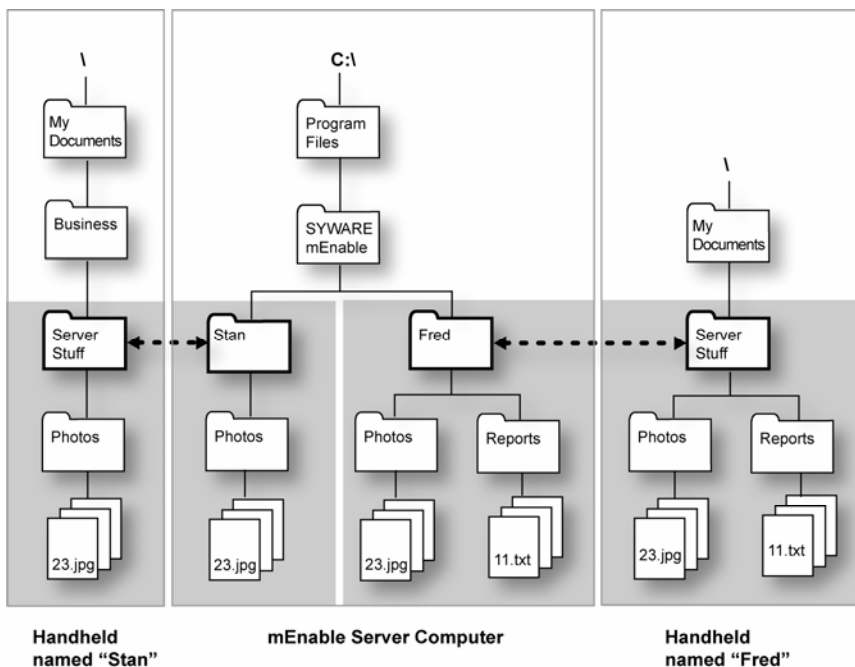 \
My
Documents
Business
Server
Stuff
Photos
23.jpg
Handheld
named “Stan”
C:\
Program
Files
SYWARE
mEnable
Stan
Photos
23.jpg
Fred
Photos
23.jpg
Reports
11.txt
mEnable Server Computer
\
My
Documents
Server
Stuff
Photos
23.jpg
Reports
11.txt
Handheld
named “Fred”